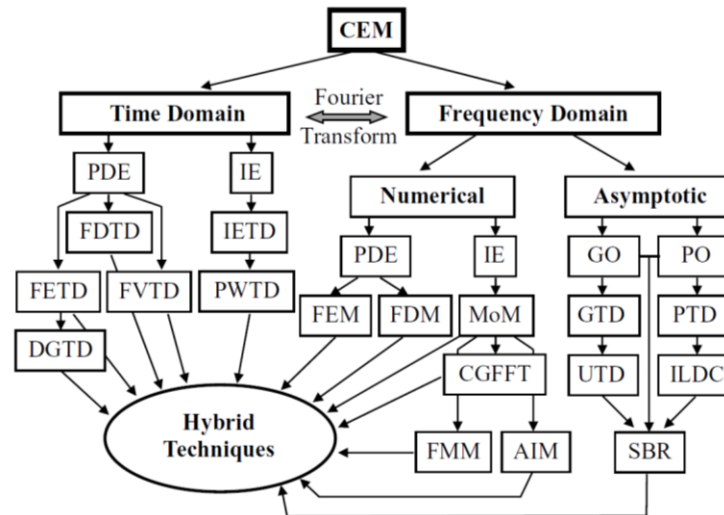 CEM
Time Domain
Fourier
Transform
Frequency Domain
PDE
IE
Numerical
Asymptotic
FDTD
IETD
PDE
IE
GO
PO
FETD
FVTD
PWTD
FEM
FDM
MoM
GTD
PTD
DGTD
CGFFT
UTD
ILDC
Hybrid
Techniques
FMM
AIM
SBR